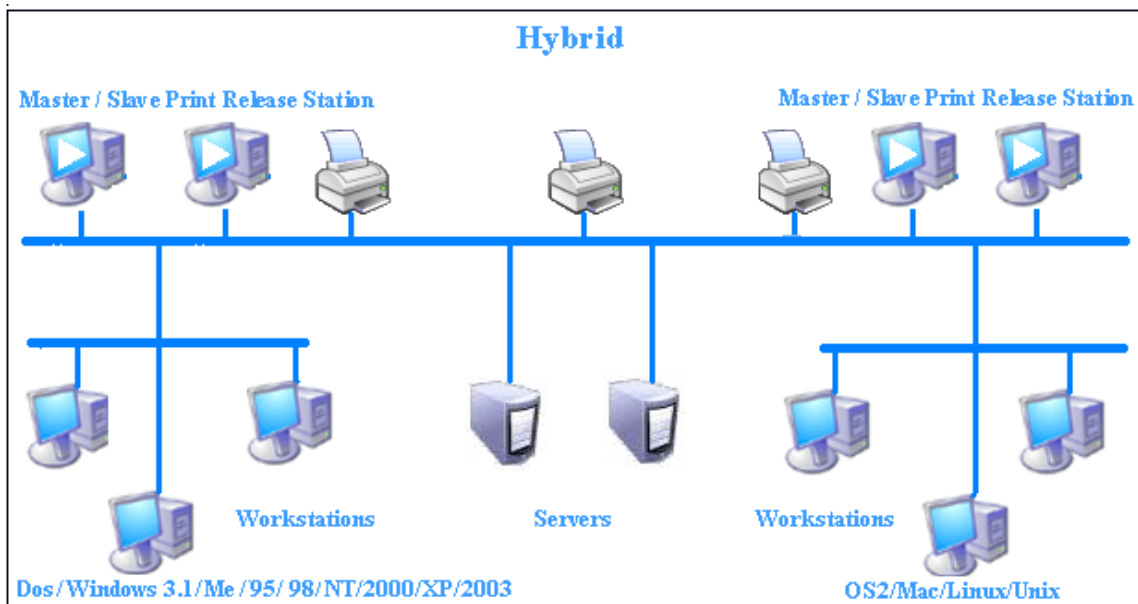 Hybrid
Master / Slave Print Release Station
Master / Slave Print Release Station
Workstations
Servers
Workstations
Dos/Windows 3.1/Me /95/ 98/NT/2000/XP/2003
OS2/Mac/Linux/Unix